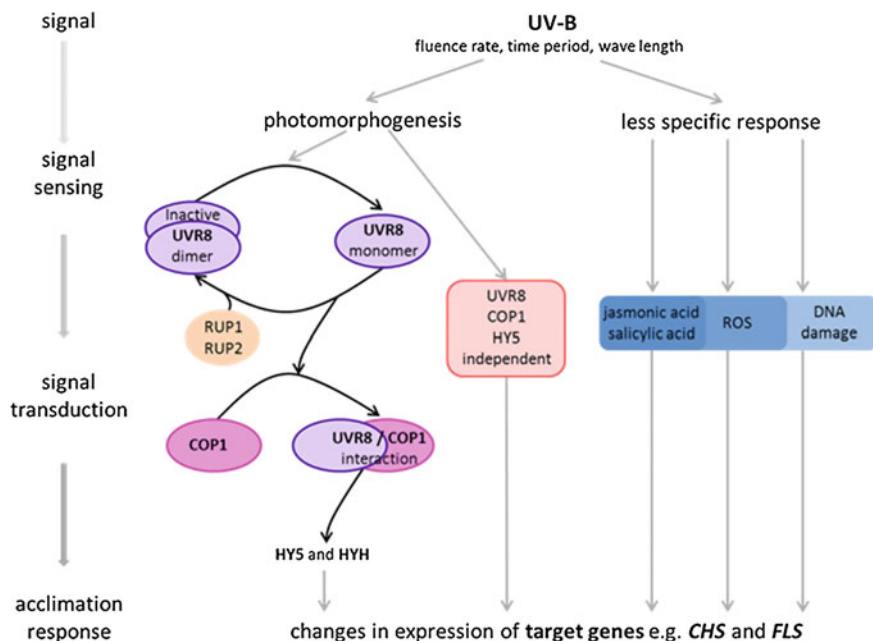 signal
UV-B
fluence rate, time period, wave length
photomorphogenesis
less specific response
signal
sensing
Inactive
UVR8
dimer
UVR8
monomer
RUP1
RUP2
UVR8
COP1
HY5
independent
jasmonic acid
salicylic acid
ROS
DNA
damage
signal
transduction
COP1
UVR8 / COP1
interaction
HY5 and HYH
acclimation
response
changes in expression of target genes e.g. CHS and FLS